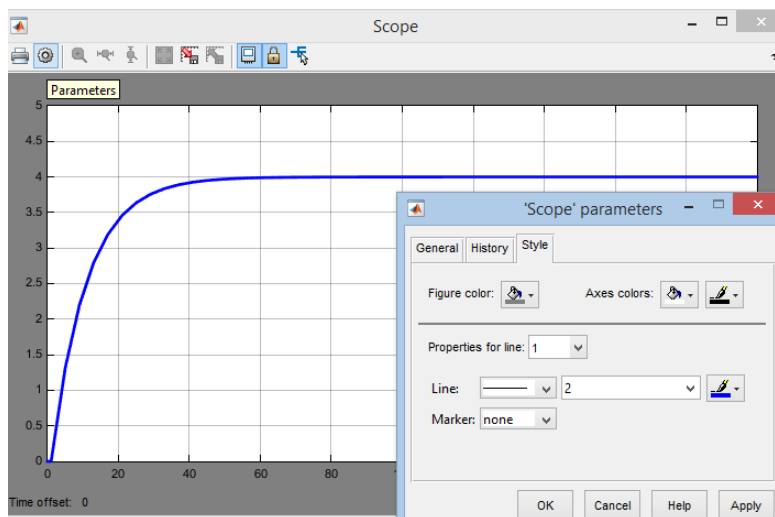 Scope
Parameters
5
4.5
4
3.5
3
2.5
2
1.5
1
0.5
0
0 20 40 60 80
Time offset: 0
'Scope' parameters
General History Style
Figure color: Axes colors:
Properties for line: 1
Line: 2
Marker: none
OK Cancel Help Apply